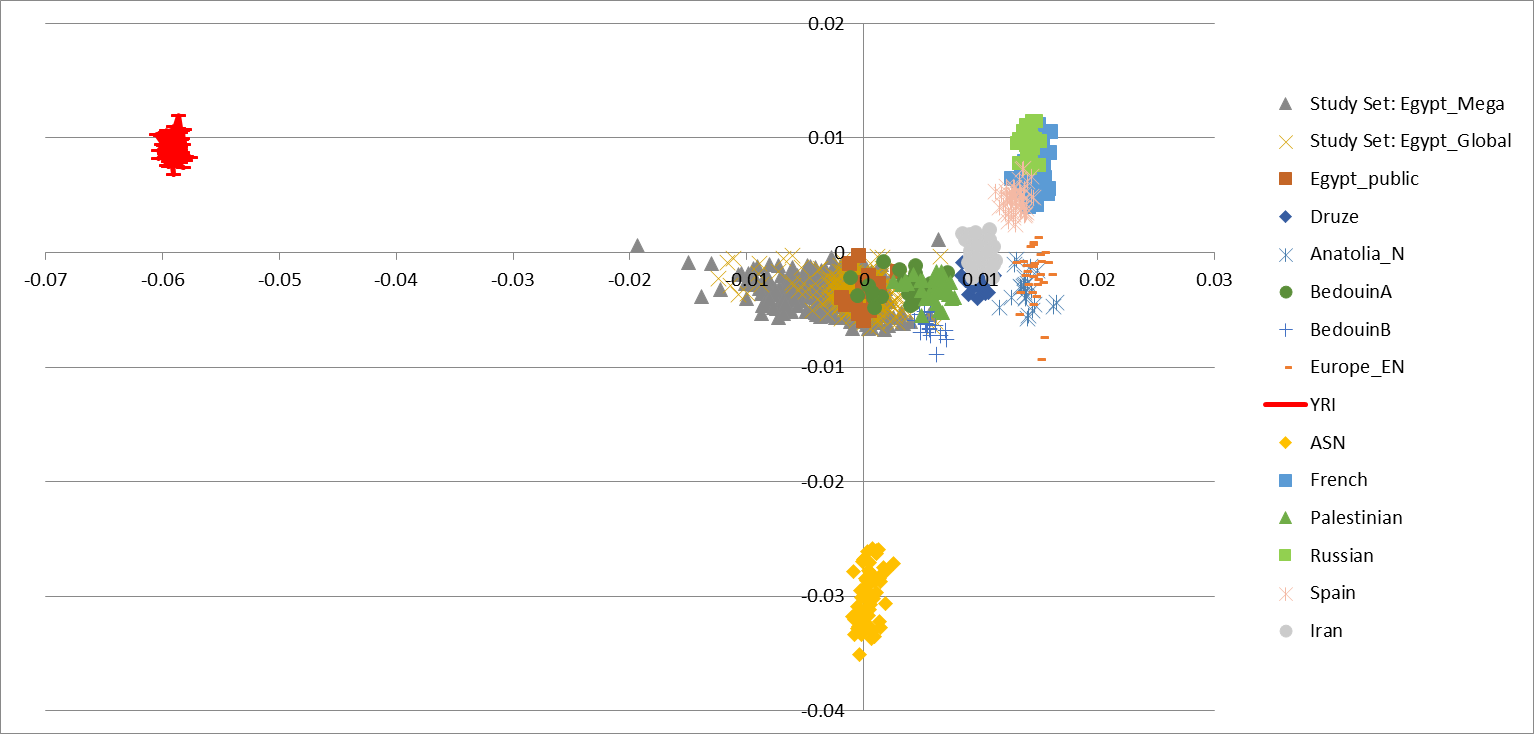 0.02
0.01
0
-0.07
-0.06
-0.05
-0.04
-0.03
-0.02
-0.01
0
0.01
0.02
0.03
-0.01
-0.02
-0.03
-0.04
Study Set: Egypt_Mega
Study Set: Egypt_Global
Egypt_public
Druze
Anatolia_N
BedouinA
BedouinB
Europe_EN
YRI
ASN
French
Palestinian
Russian
Spain
Iran